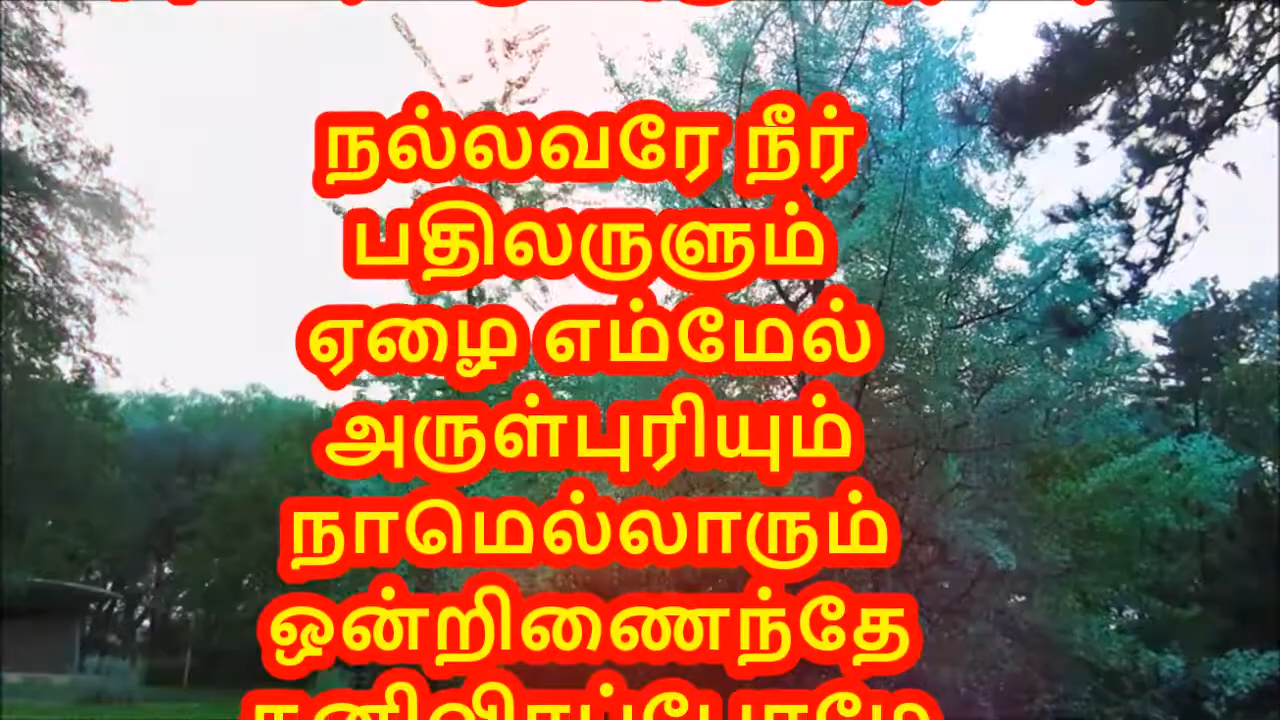 நல்லவரே நீர்
பதிலருளும்
ஏழை எம்மேல்
அருள்புரியும்
நாமெல்லாரும்
ஒன்றிணைந்தே